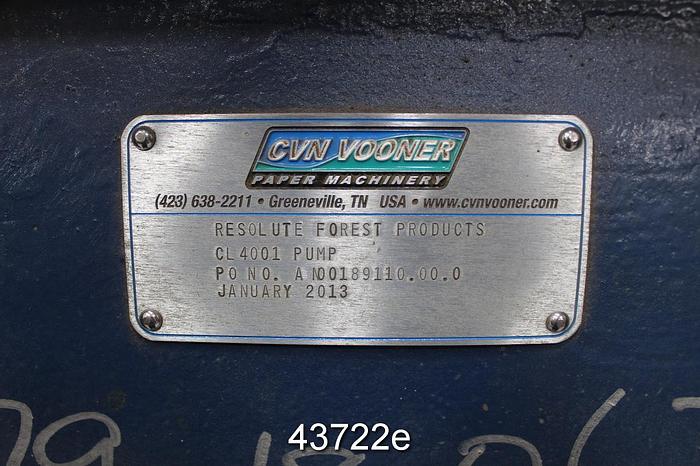 CVN VOONER
PAPER MACHINERY
(423) 638-2211 • Greeneville, TN USA • www.cvnvooner.com
RESOLUTE FOREST PRODUCTS
CL4001 PUMP
PO NO. AN00189110.00.0
JANUARY 2013
43722e